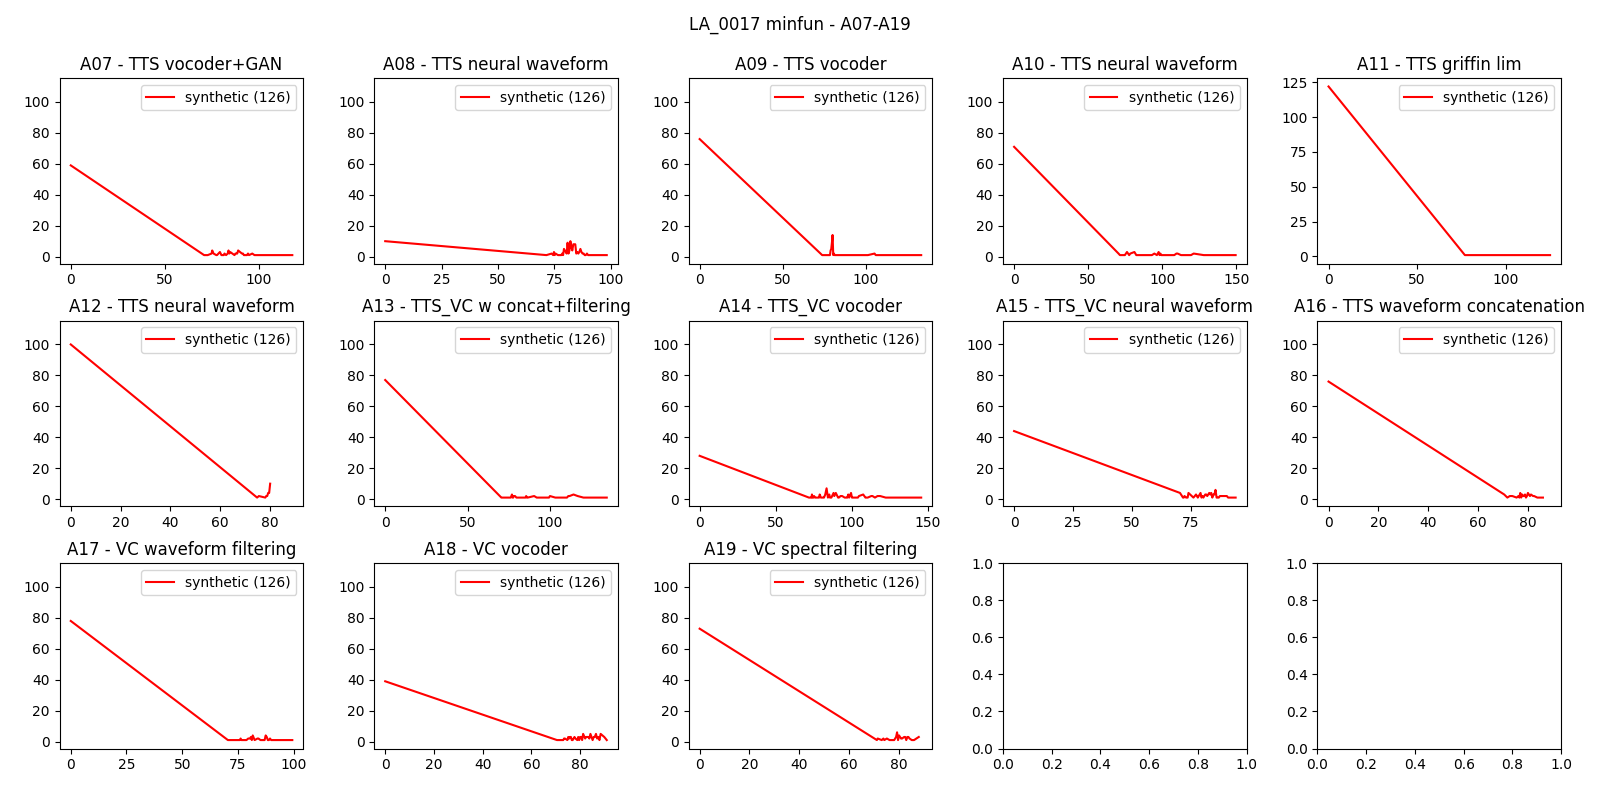 LA_0017 minfun - A07-A19
A07 - TTS vocoder+GAN
A08 - TTS neural waveform
A09 - TTS vocoder
A10 - TTS neural waveform
A11 - TTS griffin lim
synthetic (126)
synthetic (126)
synthetic (126)
synthetic (126)
synthetic (126)
100
80
60
40
20
0
0 50 100
100
80
60
40
20
0
0 25 50 75 100
100
80
60
40
20
0
0 50 100
100
80
60
40
20
0
0 50 100 150
125
100
75
50
25
0
0 50 100
A12 - TTS neural waveform
A13 - TTS_VC w concat+filtering
A14 - TTS_VC vocoder
A15 - TTS_VC neural waveform
A16 - TTS waveform concatenation
synthetic (126)
synthetic (126)
synthetic (126)
synthetic (126)
synthetic (126)
100
80
60
40
20
0
0 20 40 60 80
100
80
60
40
20
0
0 50 100
100
80
60
40
20
0
0 50 100 150
100
80
60
40
20
0
0 25 50 75
100
80
60
40
20
0
0 20 40 60 80
A17 - VC waveform filtering
A18 - VC vocoder
A19 - VC spectral filtering
synthetic (126)
synthetic (126)
synthetic (126)
100
80
60
40
20
0
0 25 50 75 100
100
80
60
40
20
0
0 20 40 60 80
100
80
60
40
20
0
0 20 40 60 80
1.0
0.8
0.6
0.4
0.2
0.0
0.0 0.2 0.4 0.6 0.8 1.0
1.0
0.8
0.6
0.4
0.2
0.0
0.0 0.2 0.4 0.6 0.8 1.0